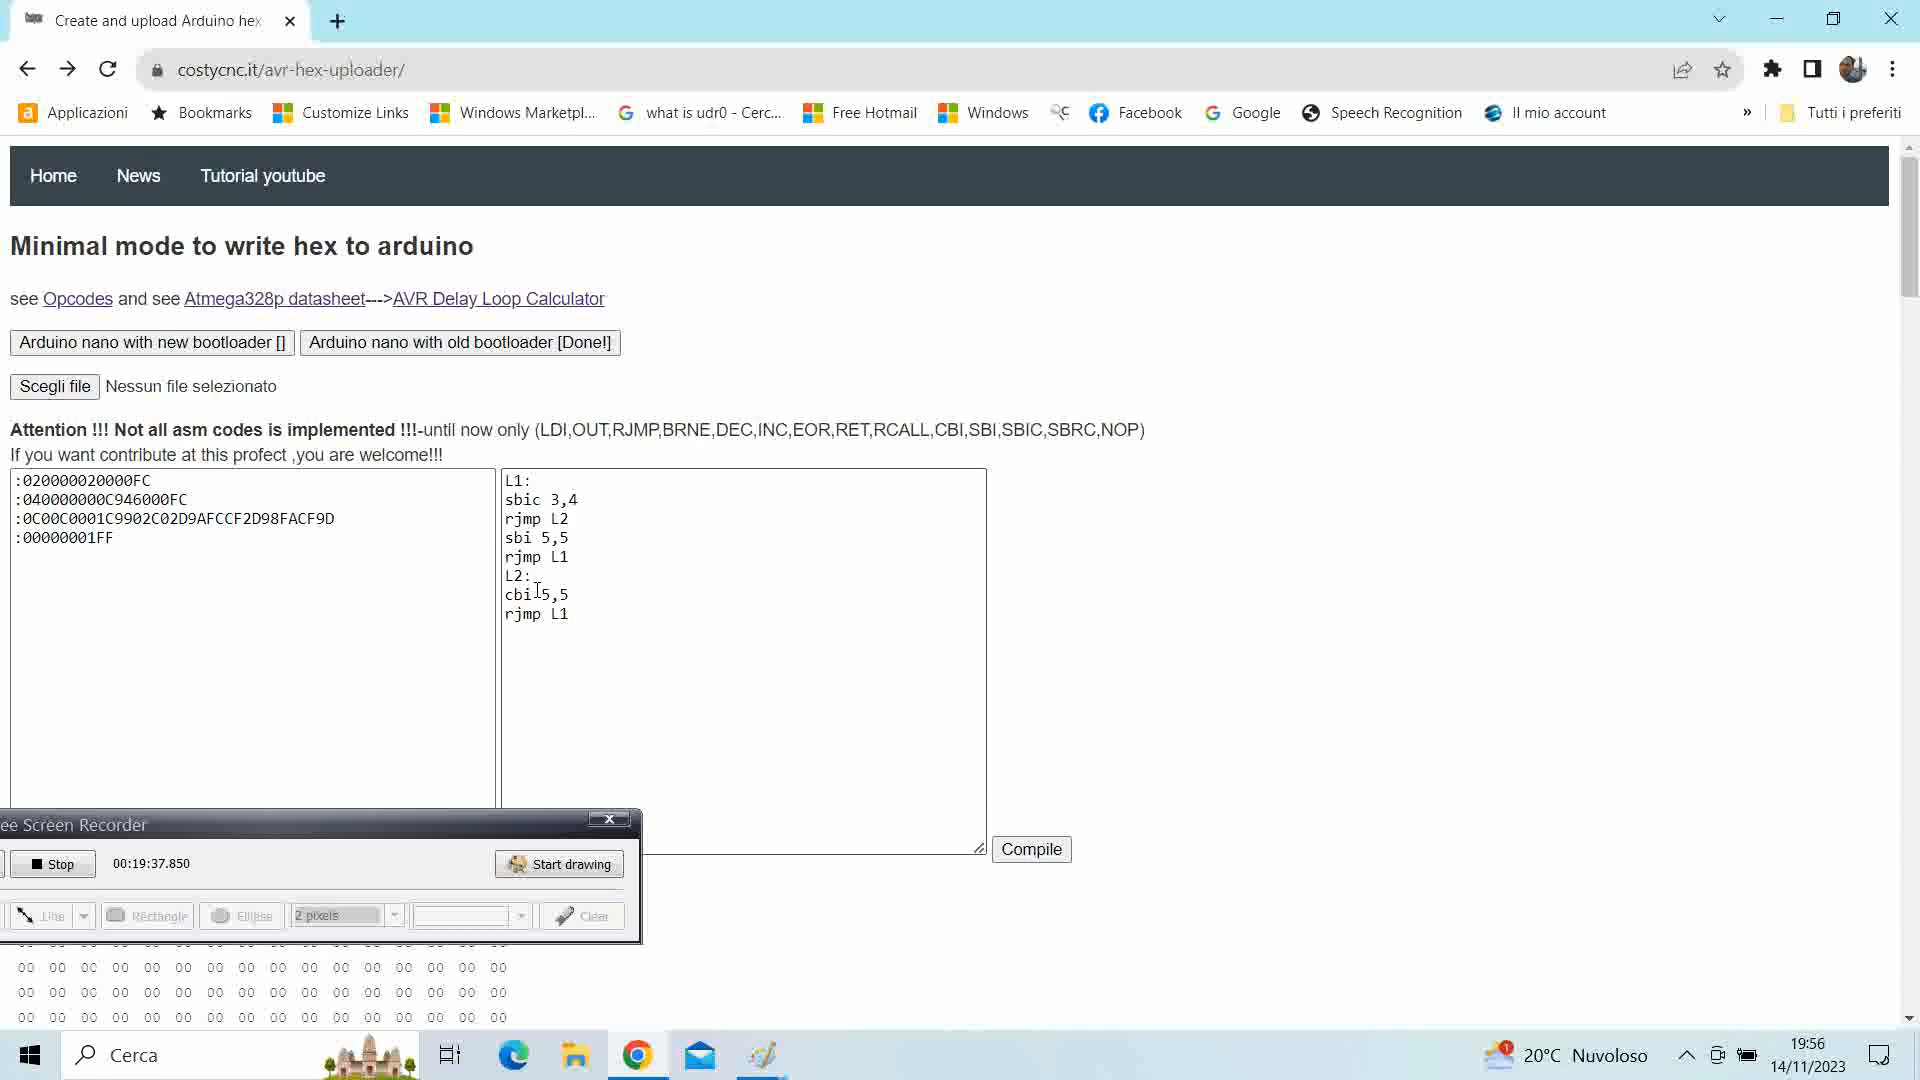 Create and upload Arduino hex
costycnc.it/avr-hex-uploader/
Applicazioni Bookmarks Customize Links Windows Marketpl... what is udr0 - Cerc... Free Hotmail Windows Facebook Google Speech Recognition Il mio account » Tutti i preferiti
Home News Tutorial youtube
Minimal mode to write hex to arduino
see Opcodes and see Atmega328p datasheet--->AVR Delay Loop Calculator
Arduino nano with new bootloader [] Arduino nano with old bootloader [Done!]
Scegli file Nessun file selezionato
Attention !!! Not all asm codes is implemented !!!-until now only (LDI,OUT,RJMP,BRNE,DEC,INC,EOR,RET,RCALL,CBI,SBI,SBIC,SBRC,NOP)
If you want contribute at this profect ,you are welcome!!!
:020000020000FC
:040000000C946000FC
:0C00C0001C9902C02D9AFCCF2D98FACF9D
:00000001FF
L1:
sbic 3,4
rjmp L2
sbi 5,5
rjmp L1
L2:
cbi 5,5
rjmp L1
Compile
ee Screen Recorder
Stop 00:19:37.850 Start drawing
Line Rectangle Ellipse 2 pixels Clear
00 00 00 00 00 00 00 00 00 00 00 00 00 00 00 00
00 00 00 00 00 00 00 00 00 00 00 00 00 00 00 00
00 00 00 00 00 00 00 00 00 00 00 00 00 00 00 00
Cerca
1 20°C Nuvoloso
19:56
14/11/2023